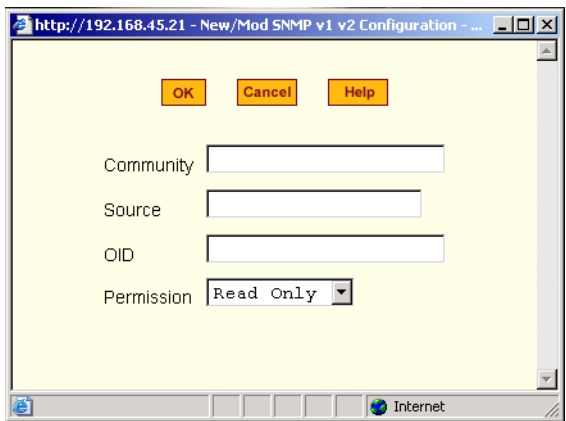 http://192.168.45.21 - New/Mod SNMP v1 v2 Configuration - ...
OK Cancel Help
Community
Source
OID
Permission Read Only
Internet